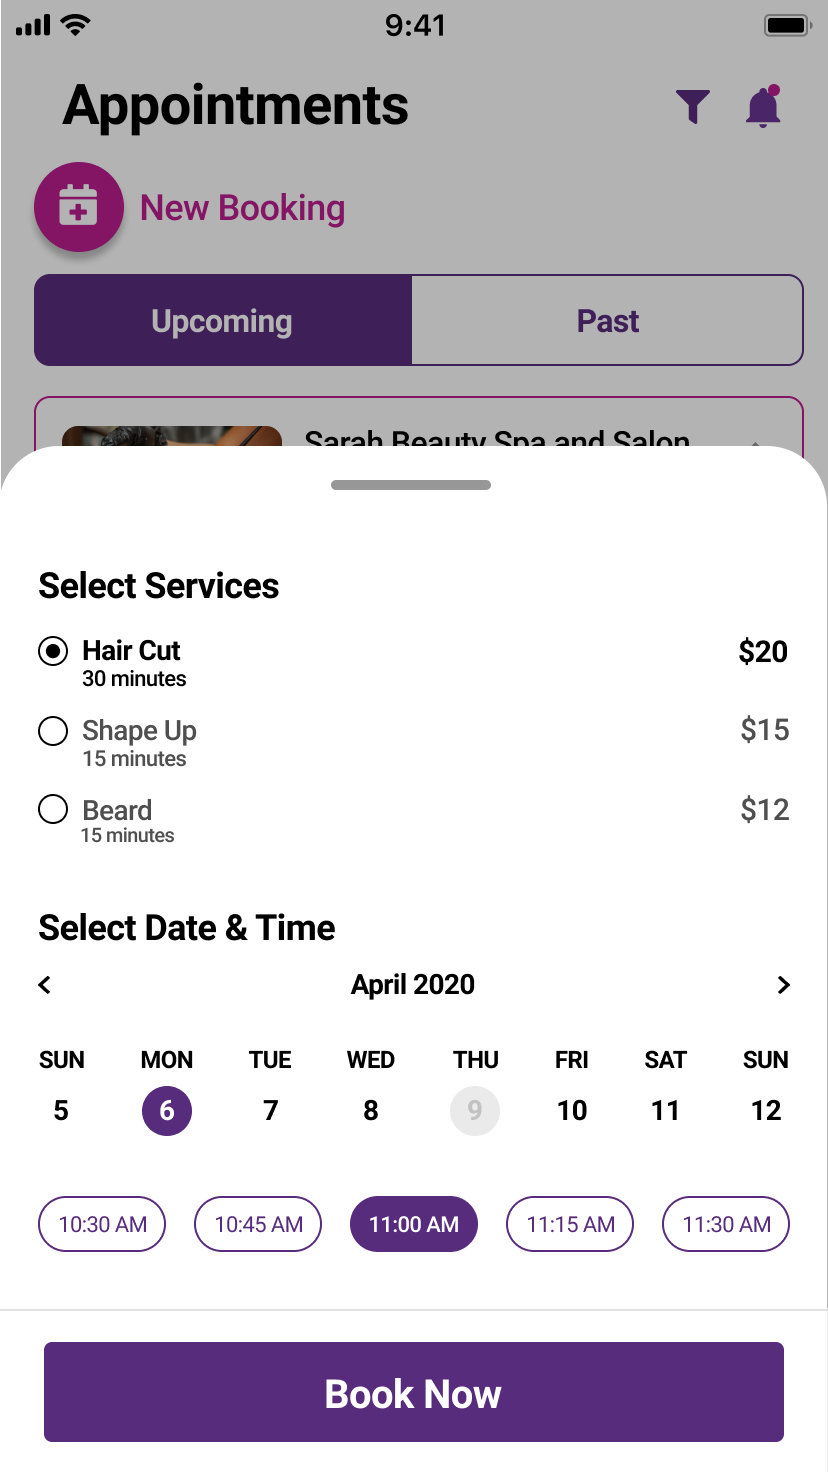 9:41
Appointments
New Booking
Upcoming Past
Sarah Beauty Spa and Salon
Select Services
Hair Cut $20
30 minutes
Shape Up $15
15 minutes
Beard $12
15 minutes
Select Date & Time
April 2020
SUN MON TUE WED THU FRI SAT SUN
5 6 7 8 9 10 11 12
10:30 AM 10:45 AM 11:00 AM 11:15 AM 11:30 AM
Book Now